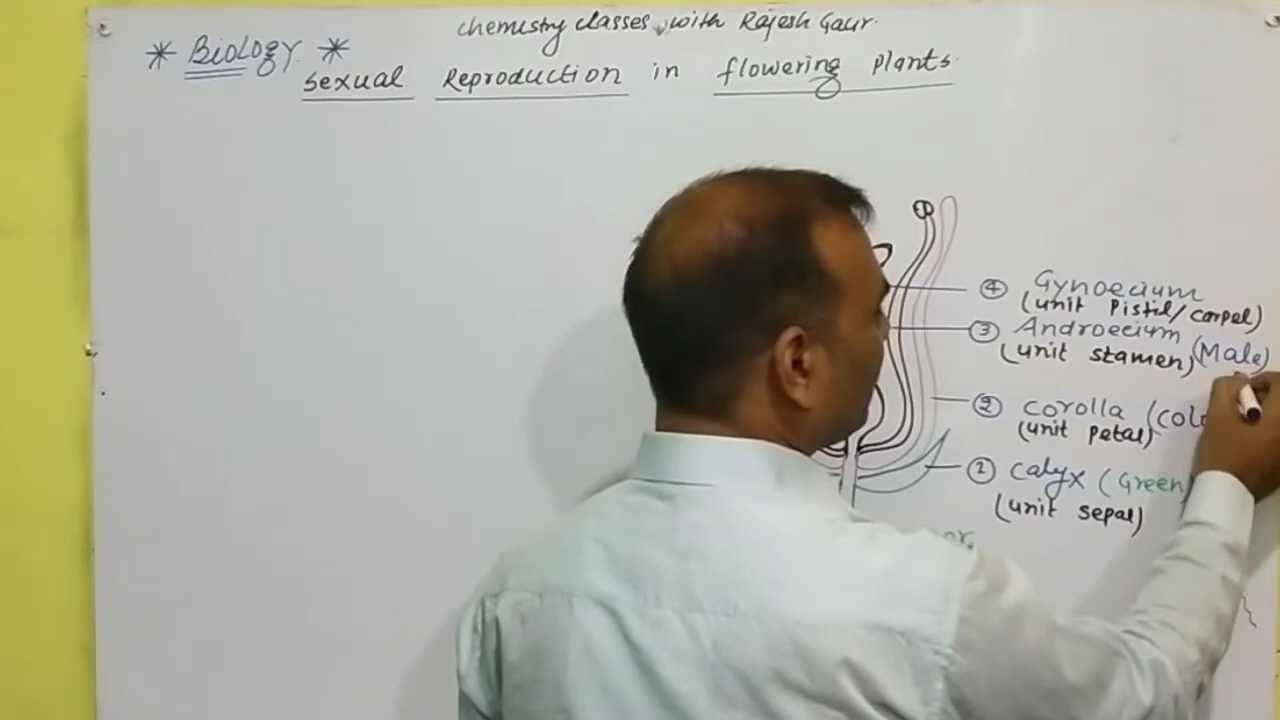 chemistry classes with Rajesh Gaur.
* Biology *
Sexual Reproduction in flowering plants.
④ Gynoecium
(unit Pistil/carpel)
③ Androecium (Male)
(unit stamen)
② corolla
(unit petal)
① calyx (Green)
(unit sepal)